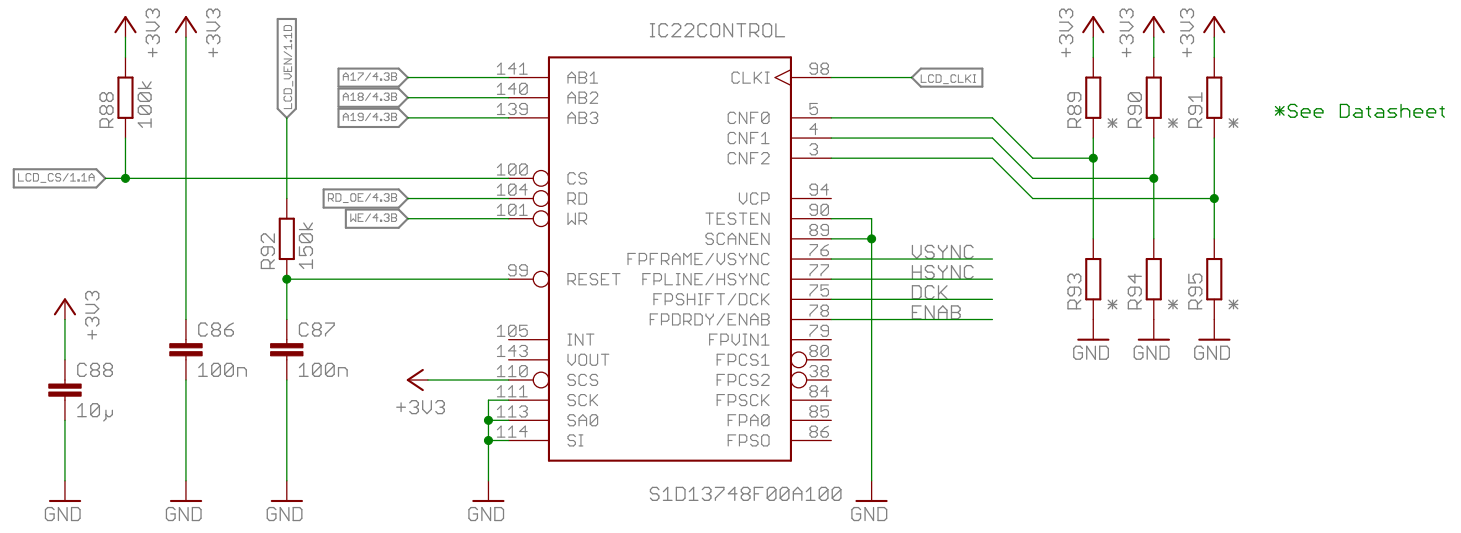 +3V3
+3V3
LCD_VEN/1.1D
IC22CONTROL
+3V3
+3V3
+3V3
R88
100k
A17/4.3B
141
AB1
CLKI
98
LCD_CLKI
A18/4.3B
140
AB2
A19/4.3B
139
AB3
CNF0
5
CNF1
4
CNF2
3
R89
*
R90
*
R91
*
*See Datasheet
LCD_CS/1.1A
100
CS
RD_OE/4.3B
104
RD
VCP
94
WE/4.3B
101
WR
TESTEN
90
SCANEN
89
R92
150k
FPFRAME/VSYNC
76
VSYNC
99
RESET
FPLINE/HSYNC
77
HSYNC
FPSHIFT/DCK
75
DCK
FPDRDY/ENAB
78
ENAB
R93
*
R94
*
R95
*
GND
GND
GND
+3V3
C86
100n
C87
100n
105
INT
FPVIN1
79
143
VOUT
FPCS1
80
C88
10µ
+3V3
110
SCS
FPCS2
38
111
SCK
FPSCK
84
113
SA0
FPA0
85
114
SI
FPSO
86
S1D13748F00A100
GND
GND
GND
GND
GND